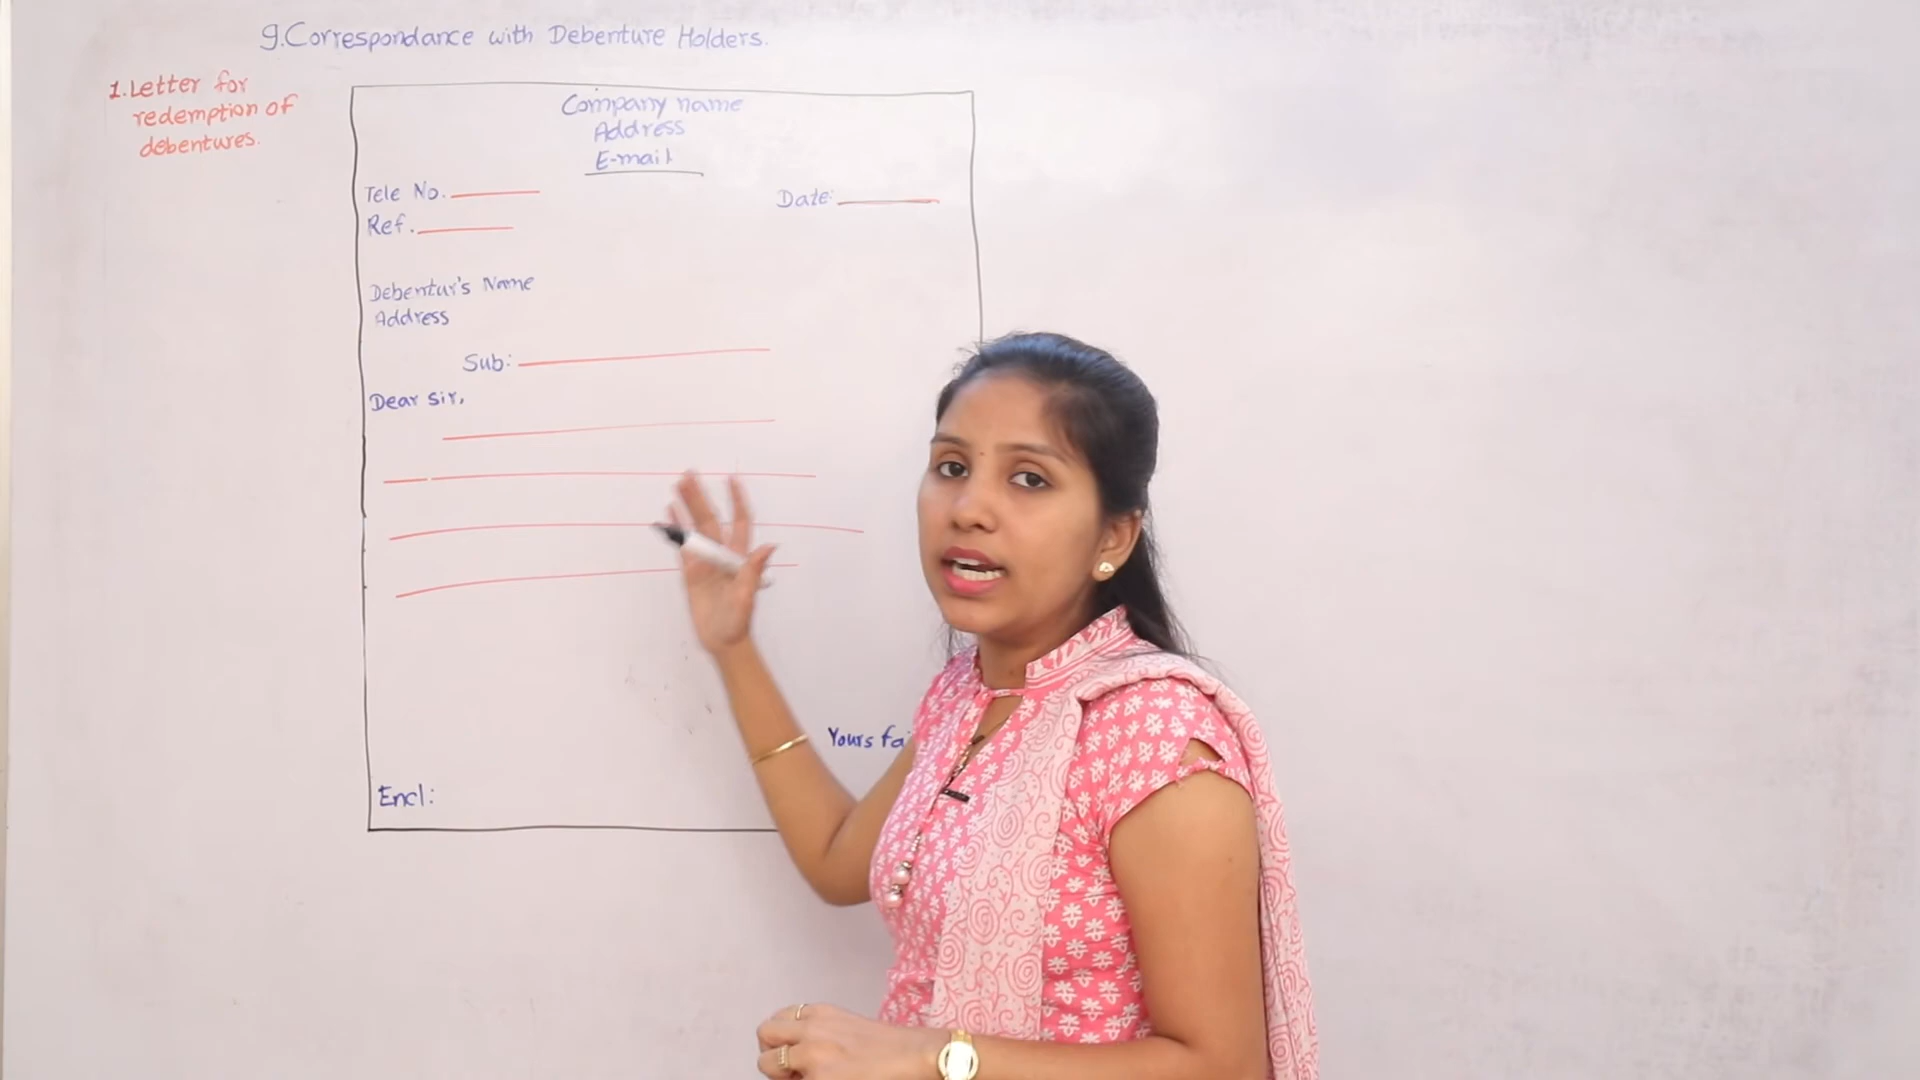 9.Correspondance with Debenture Holders.
1.Letter for
redemption of
debentures.
Company name
Address
E-mail
Tele No.
Date:
Ref.
Debentur's Name
Address
Sub:
Dear sir,
Yours fa
Encl: